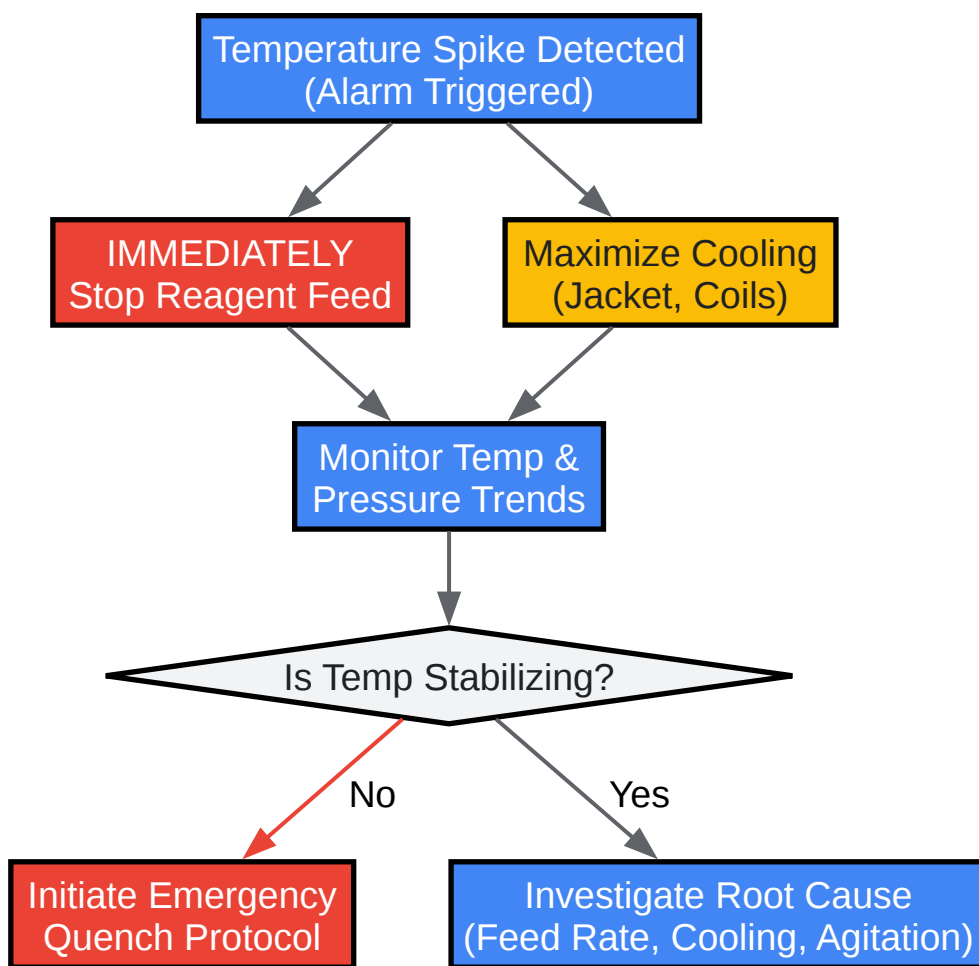 Temperature Spike Detected
(Alarm Triggered)
IMMEDIATELY
Stop Reagent Feed
Maximize Cooling
(Jacket, Coils)
Monitor Temp &
Pressure Trends
Is Temp Stabilizing?
No
Yes
Initiate Emergency
Quench Protocol
Investigate Root Cause
(Feed Rate, Cooling, Agitation)